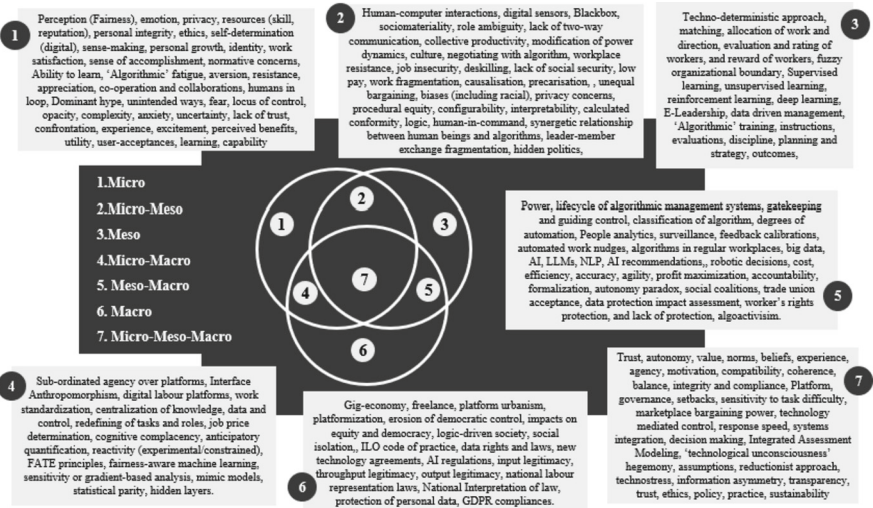 1
Perception (Fairness), emotion, privacy, resources (skill,
reputation), personal integrity, ethics, self-determination
(digital), sense-making, personal growth, identity, work
satisfaction, sense of accomplishment, normative concerns,
Ability to learn, ‘Algorithmic’ fatigue, aversion, resistance,
appreciation, co-operation and collaborations, humans in
loop, Dominant hype, unintended ways, fear, locus of control,
opacity, complexity, anxiety, uncertainty, lack of trust,
confrontation, experience, excitement, perceived benefits,
utility, user-acceptances, learning, capability
2
Human-computer interactions, digital sensors, Blackbox,
sociomateriality, role ambiguity, lack of two-way
communication, collective productivity, modification of power
dynamics, culture, negotiating with algorithm, workplace
resistance, job insecurity, deskilling, lack of social security, low
pay, work fragmentation, causalisation, precarisation, , unequal
bargaining, biases (including racial), privacy concerns,
procedural equity, configurability, interpretability, calculated
conformity, logic, human-in-command, synergetic relationship
between human beings and algorithms, leader-member
exchange fragmentation, hidden politics,
3
Techno-deterministic approach,
matching, allocation of work and
direction, evaluation and rating of
workers, and reward of workers, fuzzy
organizational boundary, Supervised
learning, unsupervised learning,
reinforcement learning, deep learning,
E-Leadership, data driven management,
‘Algorithmic’ training, instructions,
evaluations, discipline, planning and
strategy, outcomes,
1.Micro
2.Micro-Meso
3.Meso
4.Micro-Macro
5. Meso-Macro
6. Macro
7. Micro-Meso-Macro
1
2
3
4
7
5
6
Power, lifecycle of algorithmic management systems, gatekeeping
and guiding control, classification of algorithm, degrees of
automation, People analytics, surveillance, feedback calibrations,
automated work nudges, algorithms in regular workplaces, big data,
AI, LLMs, NLP, AI recommendations,, robotic decisions, cost,
efficiency, accuracy, agility, profit maximization, accountability,
formalization, autonomy paradox, social coalitions, trade union
acceptance, data protection impact assessment, worker’s rights
protection, and lack of protection, algoactivisim.
5
4
Sub-ordinated agency over platforms, Interface
Anthropomorphism, digital labour platforms, work
standardization, centralization of knowledge, data and
control, redefining of tasks and roles, job price
determination, cognitive complacency, anticipatory
quantification, reactivity (experimental/constrained),
FATE principles, fairness-aware machine learning,
sensitivity or gradient-based analysis, mimic models,
statistical parity, hidden layers.
6
Gig-economy, freelance, platform urbanism,
platformization, erosion of democratic control, impacts on
equity and democracy, logic-driven society, social
isolation,, ILO code of practice, data rights and laws, new
technology agreements, AI regulations, input legitimacy,
throughput legitimacy, output legitimacy, national labour
representation laws, National Interpretation of law,
protection of personal data, GDPR compliances.
7
Trust, autonomy, value, norms, beliefs, experience,
agency, motivation, compatibility, coherence,
balance, integrity and compliance, Platform,
governance, setbacks, sensitivity to task difficulty,
marketplace bargaining power, technology
mediated control, response speed, systems
integration, decision making, Integrated Assessment
Modeling, ‘technological unconsciousness’
hegemony, assumptions, reductionist approach,
technostress, information asymmetry, transparency,
trust, ethics, policy, practice, sustainability